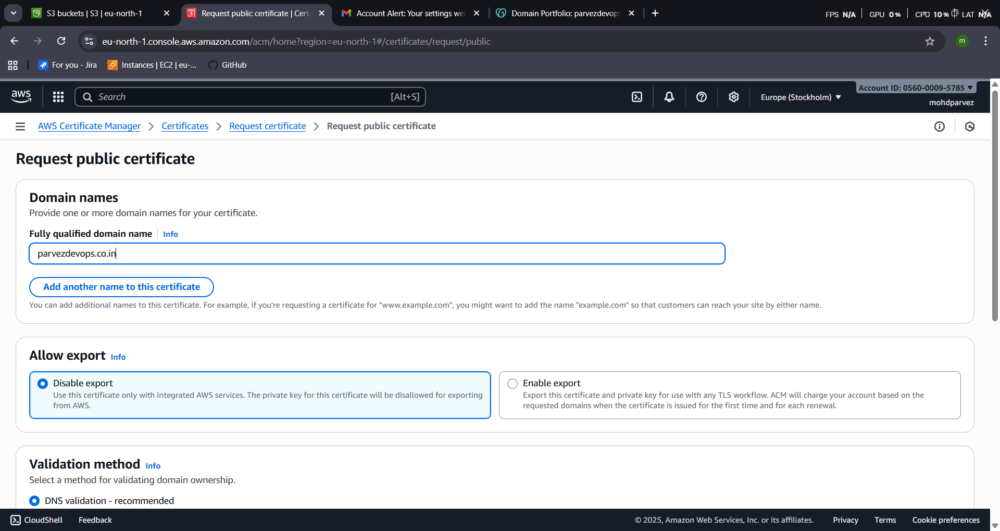 S3 buckets | S3 | eu-north-1
Request public certificate | Certi
Account Alert: Your settings we
Domain Portfolio: parvezdevops
FPS N/A GPU 0% CPU 10% LAT N/A
eu-north-1.console.aws.amazon.com/acm/home?region=eu-north-1#/certificates/request/public
m
For you - Jira
Instances | EC2 | eu-...
GitHub
aws
Search
[Alt+S]
Europe (Stockholm)
Account ID: 0560-0009-5785
mohdparvez
AWS Certificate Manager
Certificates
Request certificate
Request public certificate
Request public certificate
Domain names
Provide one or more domain names for your certificate.
Fully qualified domain name Info
parvezdevops.co.in
Add another name to this certificate
You can add additional names to this certificate. For example, if you're requesting a certificate for "www.example.com", you might want to add the name "example.com" so that customers can reach your site by either name.
Allow export Info
Disable export
Use this certificate only with integrated AWS services. The private key for this certificate will be disallowed for exporting
from AWS.
Enable export
Export this certificate and private key for use with any TLS workflow. ACM will charge your account based on the
requested domains when the certificate is issued for the first time and for each renewal.
Validation method Info
Select a method for validating domain ownership.
DNS validation - recommended
CloudShell
Feedback
© 2025, Amazon Web Services, Inc. or its affiliates.
Privacy
Terms
Cookie preferences